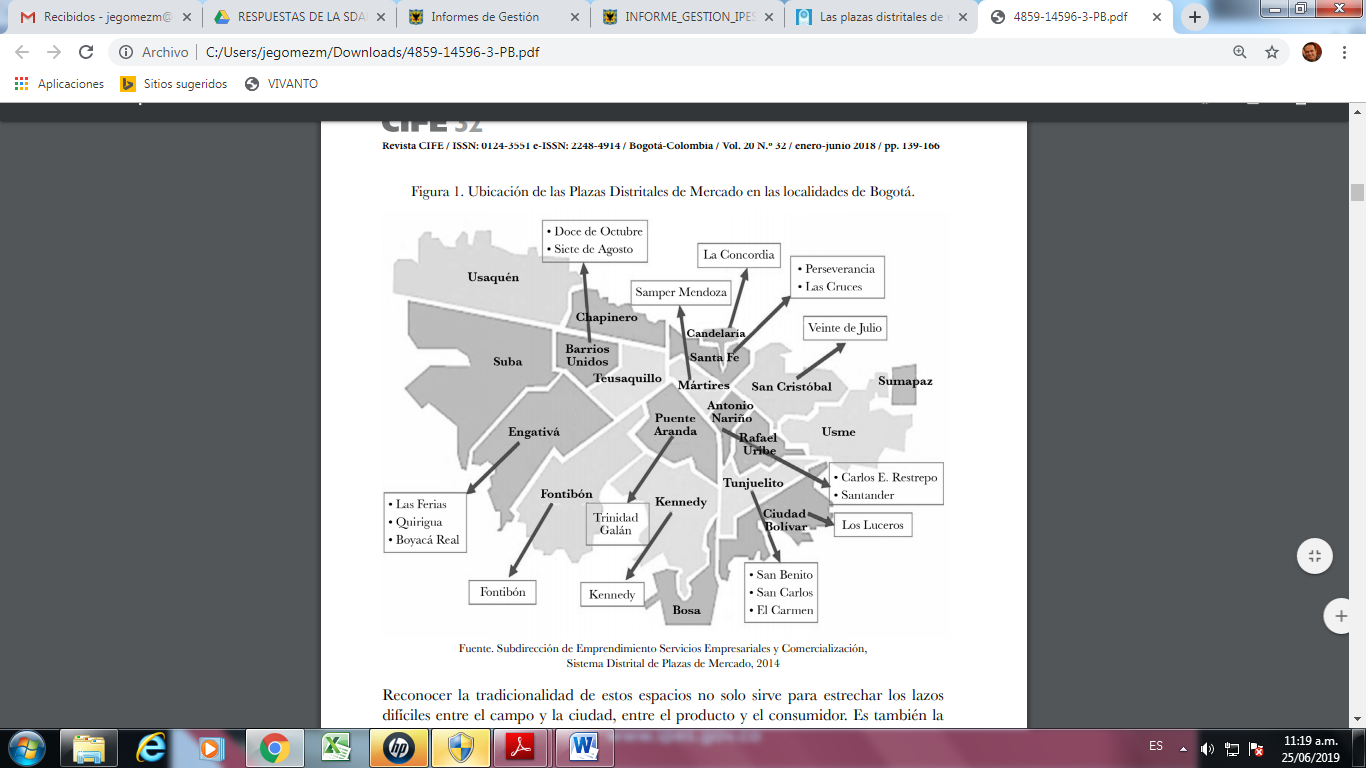 Recibidos - jegomezm@
RESPUESTAS DE LA SDA
Informes de Gestión
INFORME_GESTION_IPES
Las plazas distritales de
4859-14596-3-PB.pdf
Archivo
C:/Users/jegomezm/Downloads/4859-14596-3-PB.pdf
Aplicaciones
Sitios sugeridos
VIVANTO
CIFE 32
Revista CIFE / ISSN: 0124-3551 e-ISSN: 2248-4914 / Bogotá-Colombia / Vol. 20 N.º 32 / enero-junio 2018 / pp. 139-166
Figura 1. Ubicación de las Plazas Distritales de Mercado en las localidades de Bogotá.
• Doce de Octubre
• Siete de Agosto
La Concordia
• Perseverancia
• Las Cruces
Usaquén
Samper Mendoza
Chapinero
Veinte de Julio
Candelaría
Barrios
Unidos
Suba
Santa Fe
Teusaquillo
Mártires
San Cristóbal
Sumapaz
Antonio
Nariño
Puente
Aranda
Engativá
Rafael
Uribe
Usme
• Carlos E. Restrepo
• Santander
Tunjuelito
Fontibón
Kennedy
• Las Ferias
• Quirigua
• Boyacá Real
Trinidad
Galán
Ciudad
Bolívar
Los Luceros
Fontibón
Kennedy
• San Benito
• San Carlos
• El Carmen
Bosa
Fuente. Subdirección de Emprendimiento Servicios Empresariales y Comercialización,
Sistema Distrital de Plazas de Mercado, 2014
Reconocer la tradicionalidad de estos espacios no solo sirve para estrechar los lazos
difíciles entre el campo y la ciudad, entre el producto y el consumidor. Es también la
ES
11:19 a.m.
25/06/2019